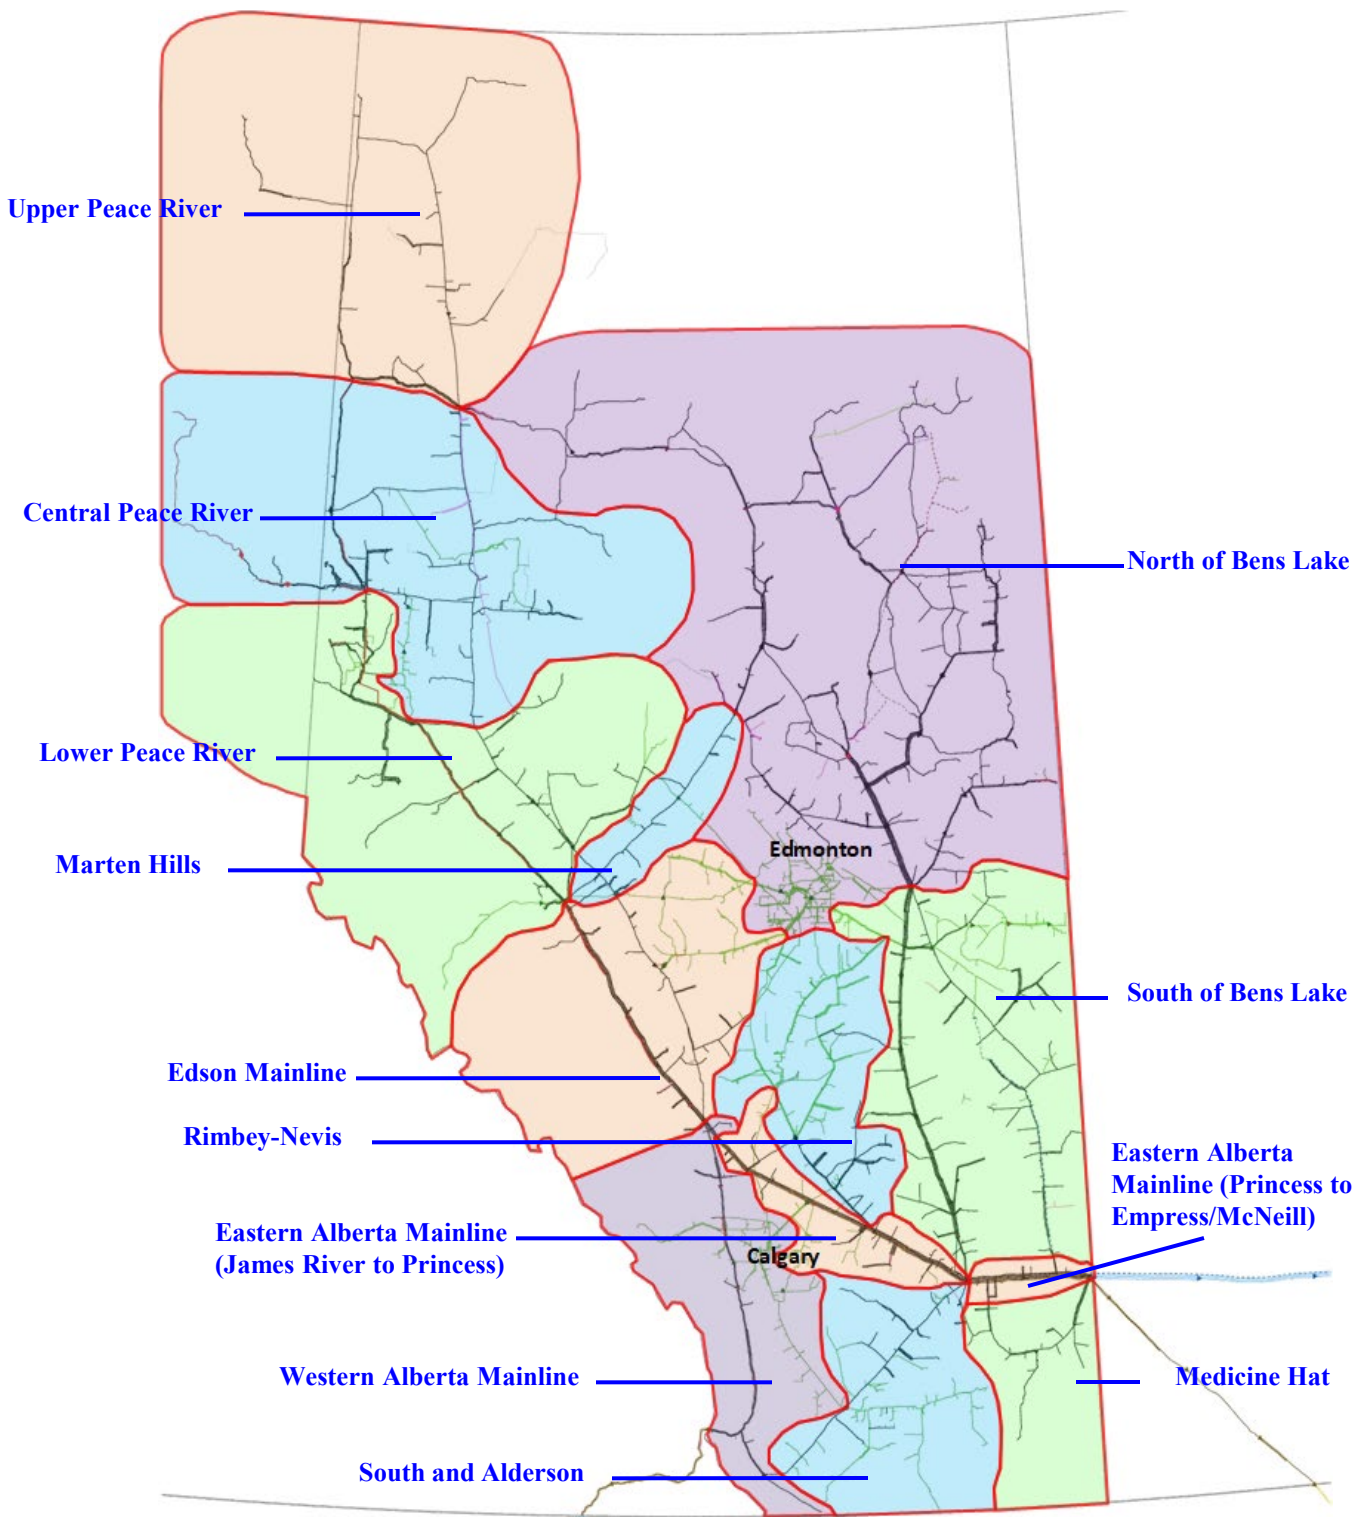 Upper Peace River
Central Peace River
North of Bens Lake
Lower Peace River
Edmonton
Marten Hills
South of Bens Lake
Edson Mainline
Rimbey-Nevis
Eastern Alberta
Mainline (Princess to
Empress/McNeill)
Eastern Alberta Mainline
(James River to Princess)
Calgary
Western Alberta Mainline
Medicine Hat
South and Alderson